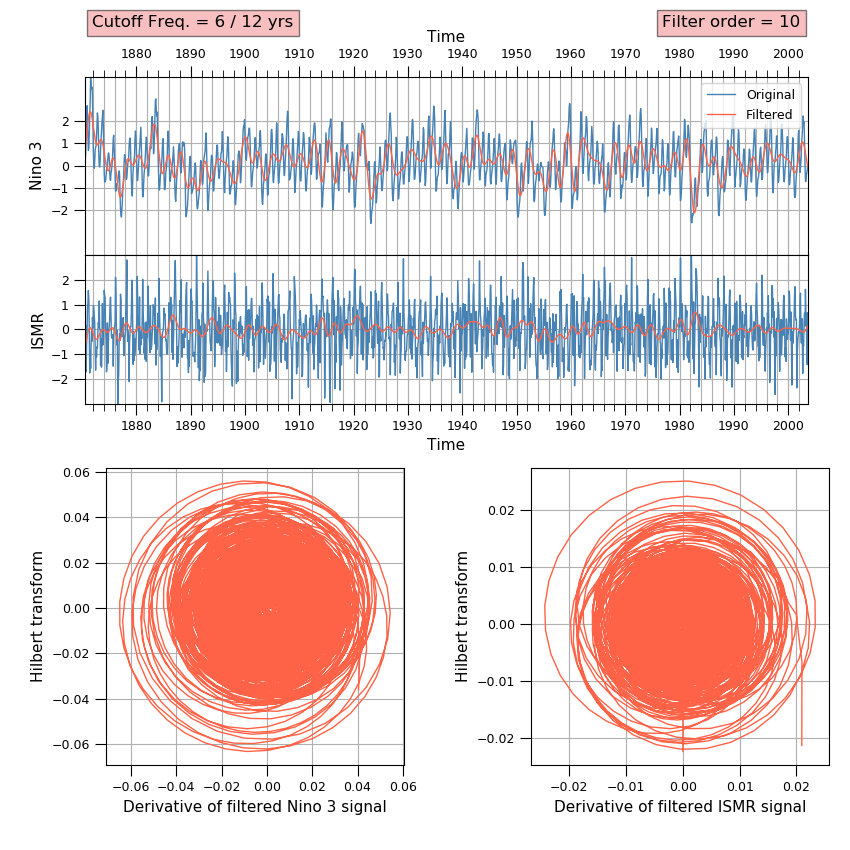 Cutoff Freq. = 6 / 12 yrs
Filter order = 10
Time
1880 1890 1900 1910 1920 1930 1940 1950 1960 1970 1980 1990 2000
Original
Filtered
Nino 3
2
1
0
−1
−2
ISMR
2
1
0
−1
−2
1880 1890 1900 1910 1920 1930 1940 1950 1960 1970 1980 1990 2000
Time
Hilbert transform
0.06
0.04
0.02
0.00
−0.02
−0.04
−0.06
−0.06 −0.04 −0.02 0.00 0.02 0.04 0.06
Derivative of filtered Nino 3 signal
Hilbert transform
0.02
0.01
0.00
−0.01
−0.02
−0.02 −0.01 0.00 0.01 0.02
Derivative of filtered ISMR signal